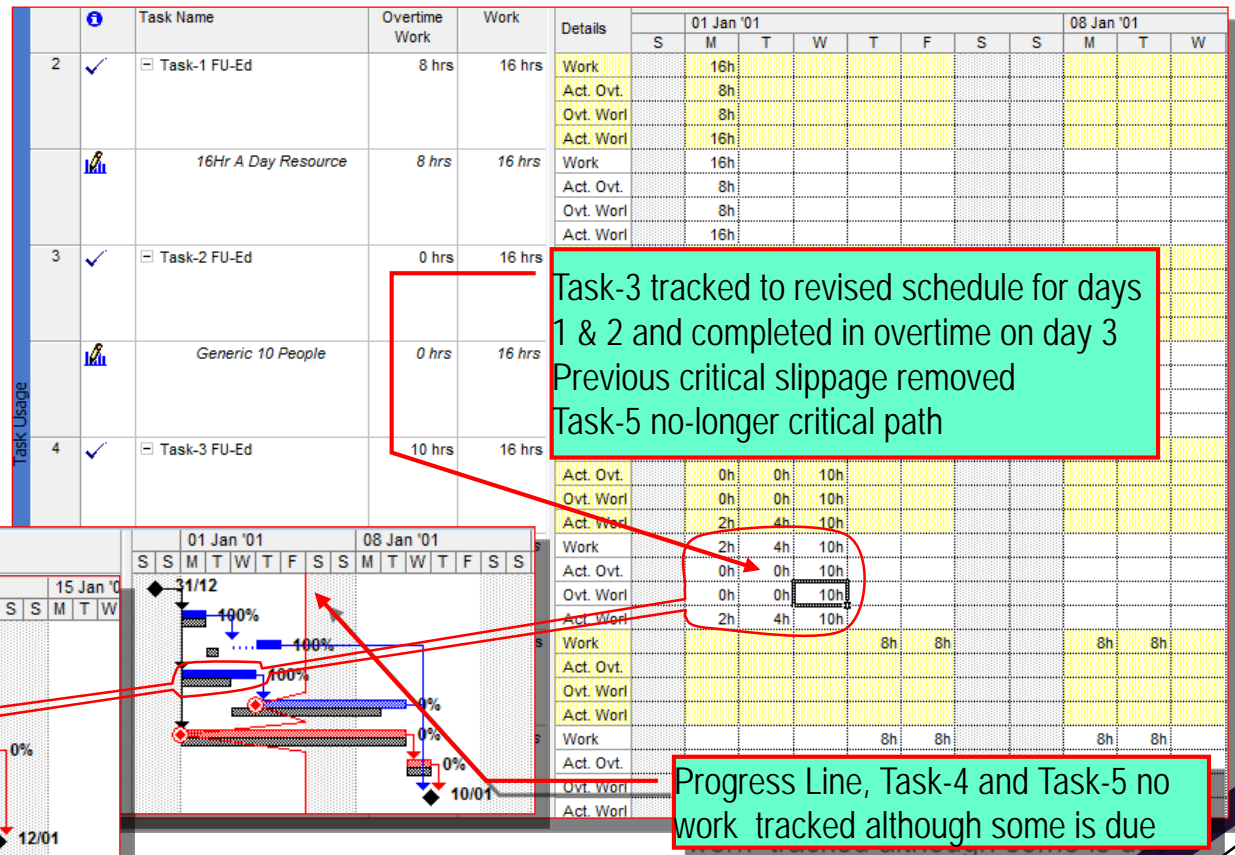 Task Name Overtime Work Work Details 01 Jan '01 08 Jan '01
S M T W T F S S M T W
2 Task-1 FU-Ed 8 hrs 16 hrs Work 16h
Act. Ovt. 8h
Ovt. Worl 8h
Act. Worl 16h
16Hr A Day Resource 8 hrs 16 hrs Work 16h
Act. Ovt. 8h
Ovt. Worl 8h
Act. Worl 16h
3 Task-2 FU-Ed 0 hrs 16 hrs
Generic 10 People 0 hrs 16 hrs
Task-3 tracked to revised schedule for days
1 & 2 and completed in overtime on day 3
Previous critical slippage removed
Task-5 no-longer critical path
Task Usage
4 Task-3 FU-Ed 10 hrs 16 hrs
Act. Ovt. 0h 0h 10h
Ovt. Worl 0h 0h 10h
Act. Worl 2h 4h 10h
s Work 2h 4h 10h
Act. Ovt. 0h 0h 10h
Ovt. Worl 0h 0h 10h
Act. Worl 2h 4h 10h
s Work 8h 8h 8h 8h
Act. Ovt.
Ovt. Worl
Act. Worl
s Work 8h 8h 8h 8h
Act. Ovt.
Ovt. Worl
Act. Worl
01 Jan '01 08 Jan '01
S S M T W T F S S M T W T F S S
31/12
100%
100%
100%
0%
0%
0%
10/01
15 Jan '0
S S M T W
0%
12/01
Progress Line, Task-4 and Task-5 no
work tracked although some is due